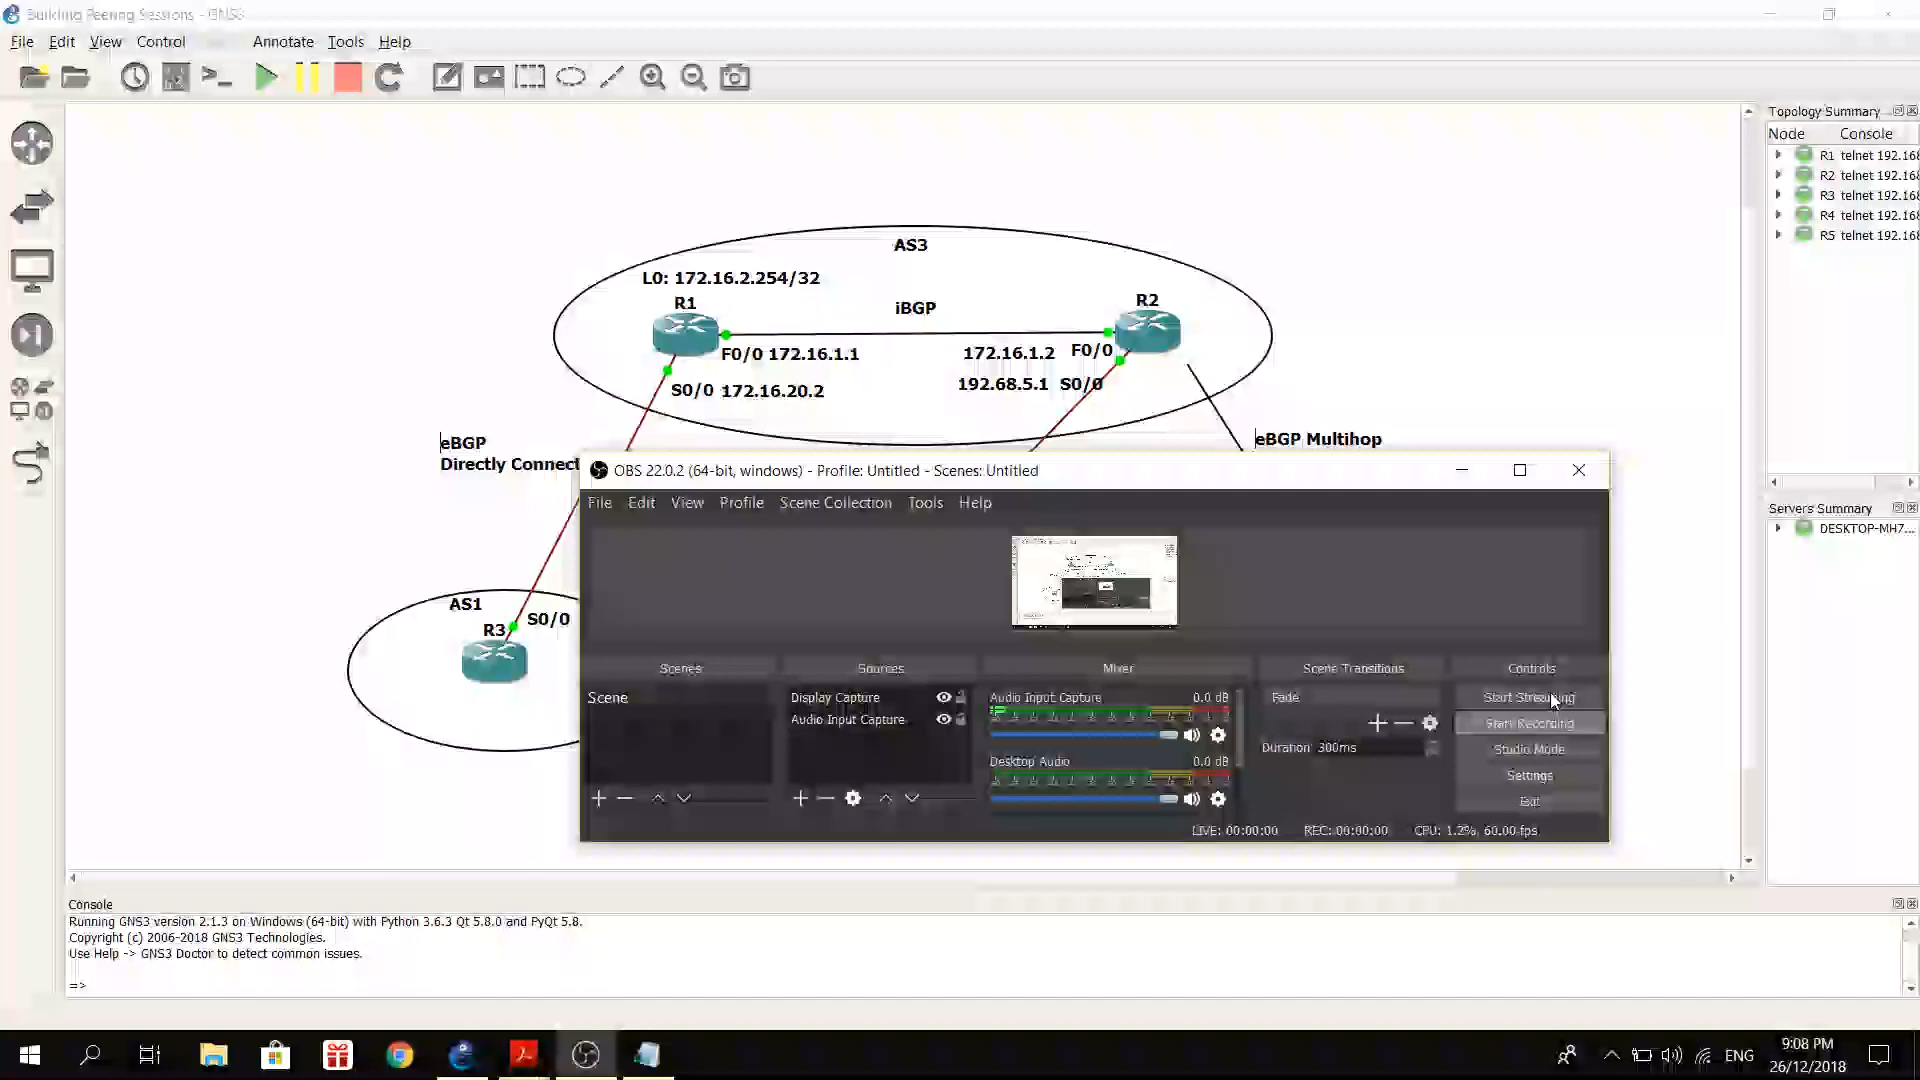 Building Peering Sessions - GNS3
File Edit View Control Annotate Tools Help
Topology Summary
Node Console
R1 telnet 192.168
R2 telnet 192.168
R3 telnet 192.168
R4 telnet 192.168
R5 telnet 192.168
Servers Summary
DESKTOP-MH7...
AS3
L0: 172.16.2.254/32
R1
iBGP
R2
F0/0 172.16.1.1
172.16.1.2 F0/0
S0/0 172.16.20.2
192.68.5.1 S0/0
eBGP
Directly Connect
eBGP Multihop
AS1
S0/0
R3
OBS 22.0.2 (64-bit, windows) - Profile: Untitled - Scenes: Untitled
File Edit View Profile Scene Collection Tools Help
Scenes Sources Mixer Scene Transitions Controls
Scene
Display Capture
Audio Input Capture
Audio Input Capture 0.0 dB
Desktop Audio 0.0 dB
Fade
Duration 300ms
Start Streaming
Start Recording
Studio Mode
Settings
Exit
LIVE: 00:00:00 REC: 00:00:00 CPU: 1.2%, 60.00 fps
Console
Running GNS3 version 2.1.3 on Windows (64-bit) with Python 3.6.3 Qt 5.8.0 and PyQt 5.8.
Copyright (c) 2006-2018 GNS3 Technologies.
Use Help -> GNS3 Doctor to detect common issues.
=>
ENG
9:08 PM
26/12/2018